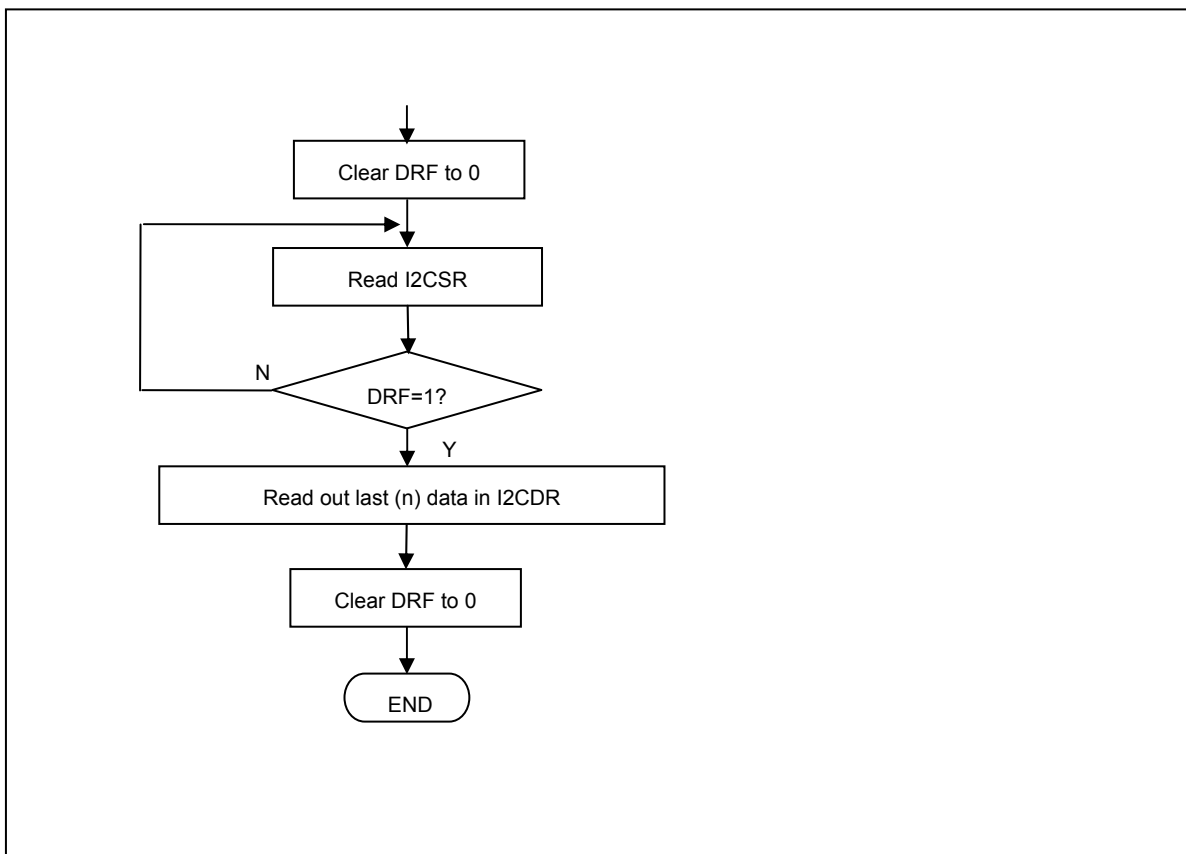 Clear DRF to 0
Read I2CSR
N
DRF=1?
Y
Read out last (n) data in I2CDR
Clear DRF to 0
END